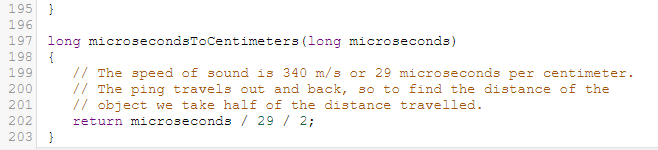 195 }
196
197 long microsecondsToCentimeters(long microseconds)
198 {
199 // The speed of sound is 340 m/s or 29 microseconds per centimeter.
200 // The ping travels out and back, so to find the distance of the
201 // object we take half of the distance travelled.
202 return microseconds / 29 / 2;
203 }